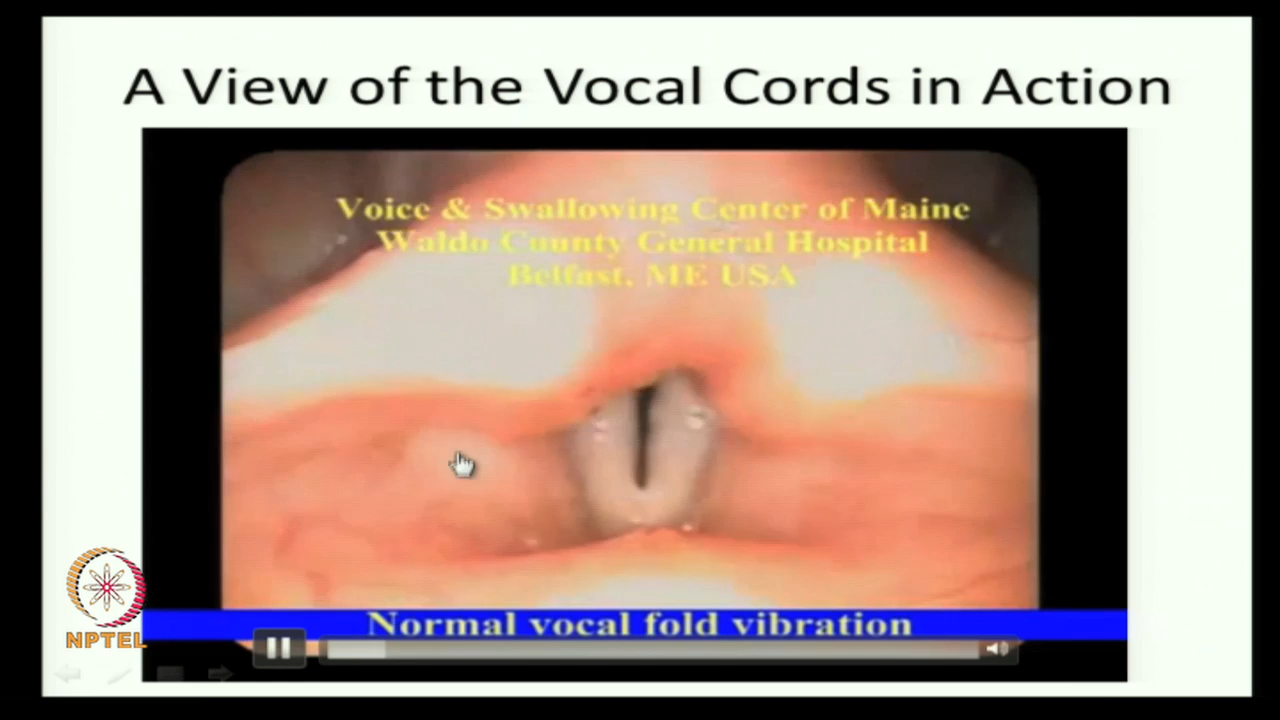 A View of the Vocal Cords in Action
Voice & Swallowing Center of Maine
Waldo County General Hospital
Belfast, ME USA
Normal vocal fold vibration
NPTEL